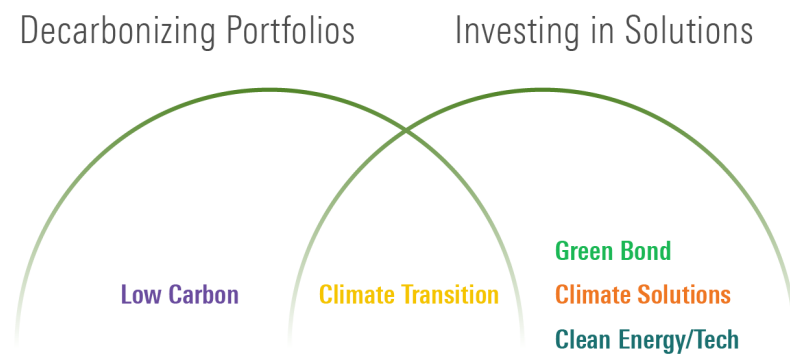 Decarbonizing Portfolios
Investing in Solutions
Low Carbon
Climate Transition
Green Bond
Climate Solutions
Clean Energy/Tech